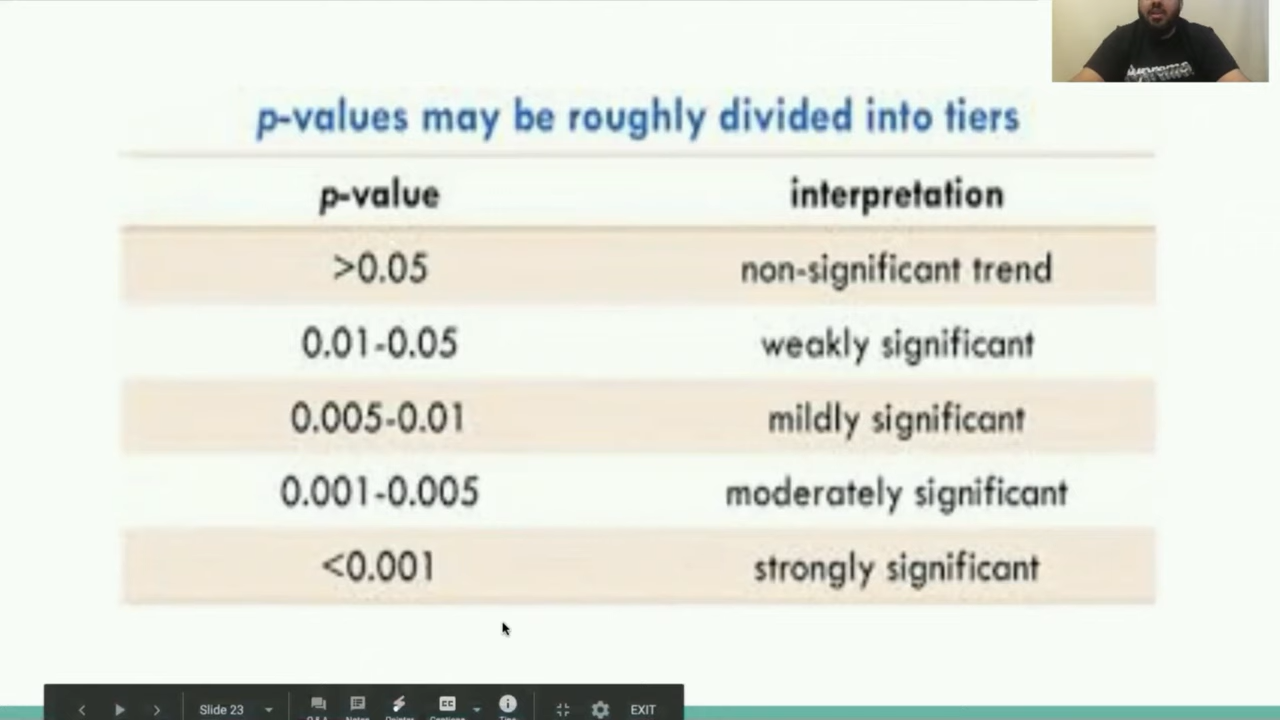 p-values may be roughly divided into tiers
p-value interpretation
>0.05 non-significant trend
0.01-0.05 weakly significant
0.005-0.01 mildly significant
0.001-0.005 moderately significant
<0.001 strongly significant
Slide 23 EXIT